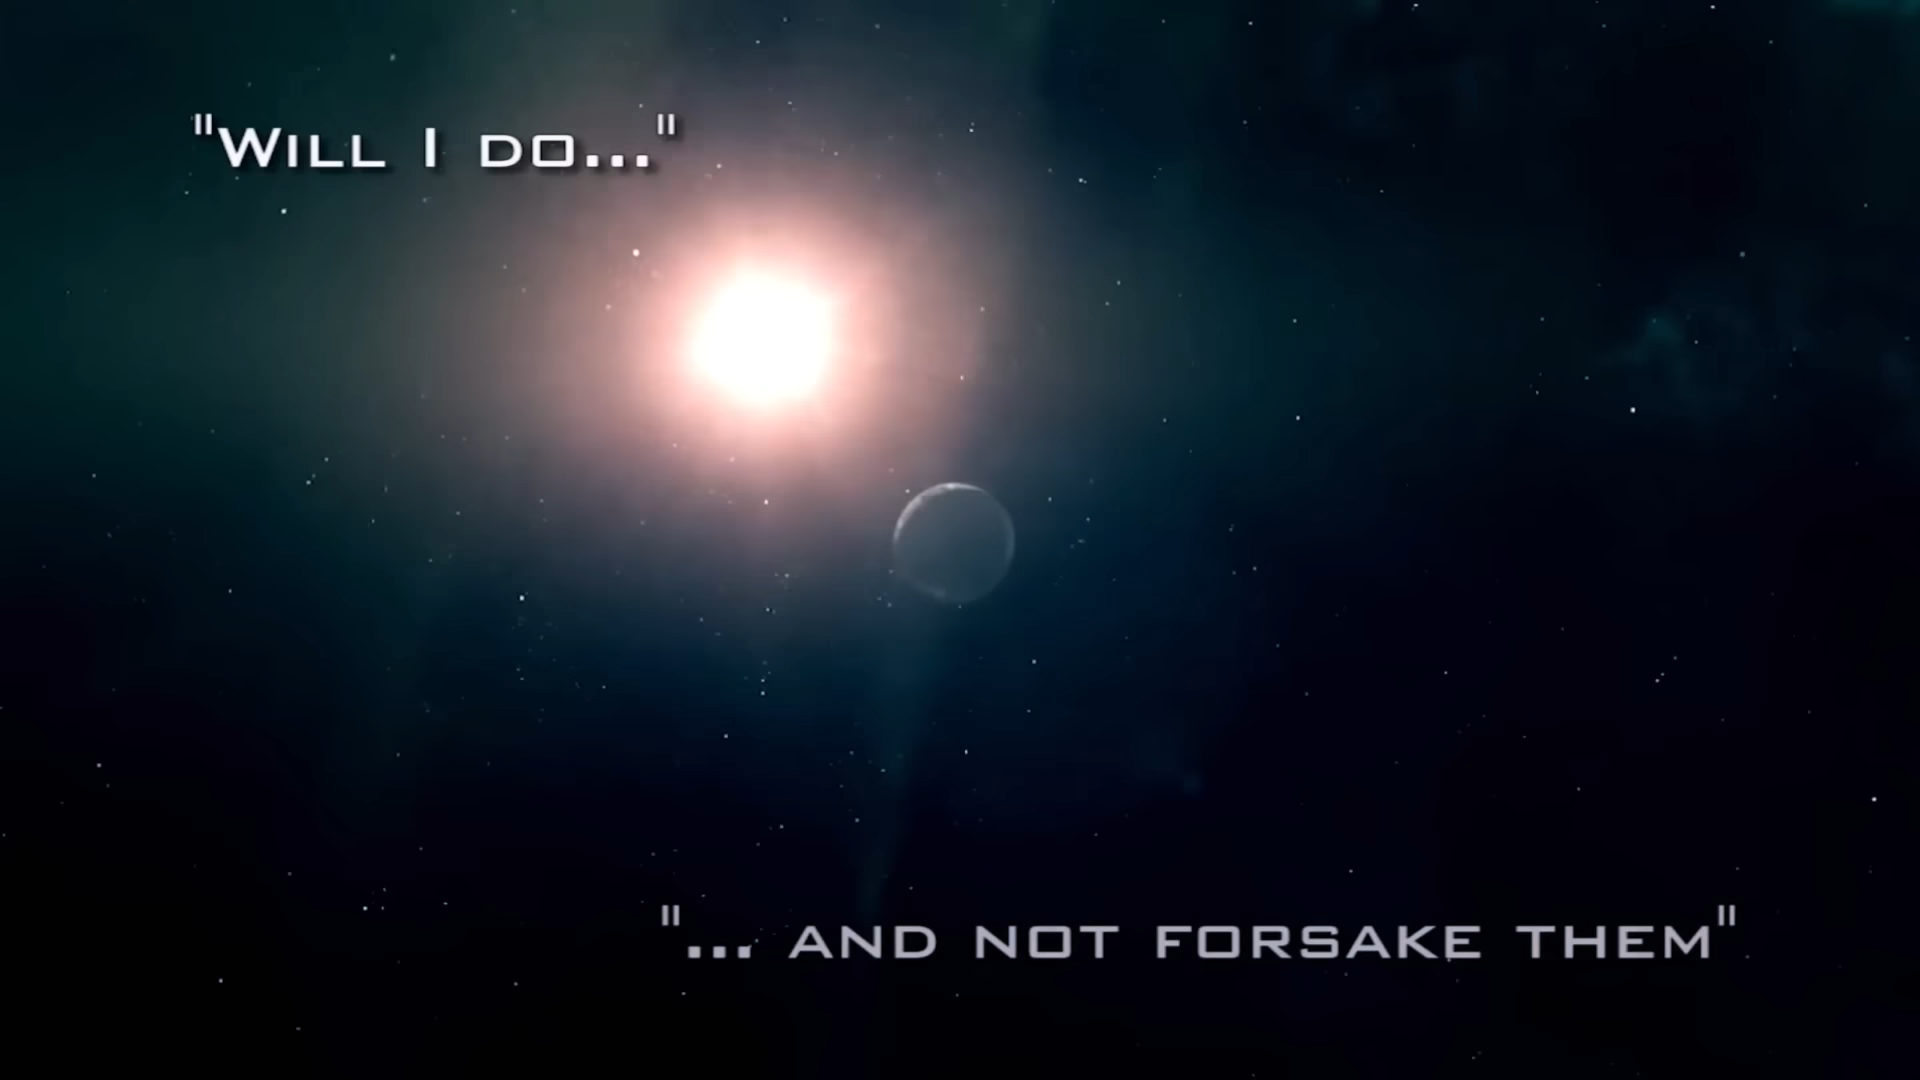 "Will I do..."
"... and not forsake them"